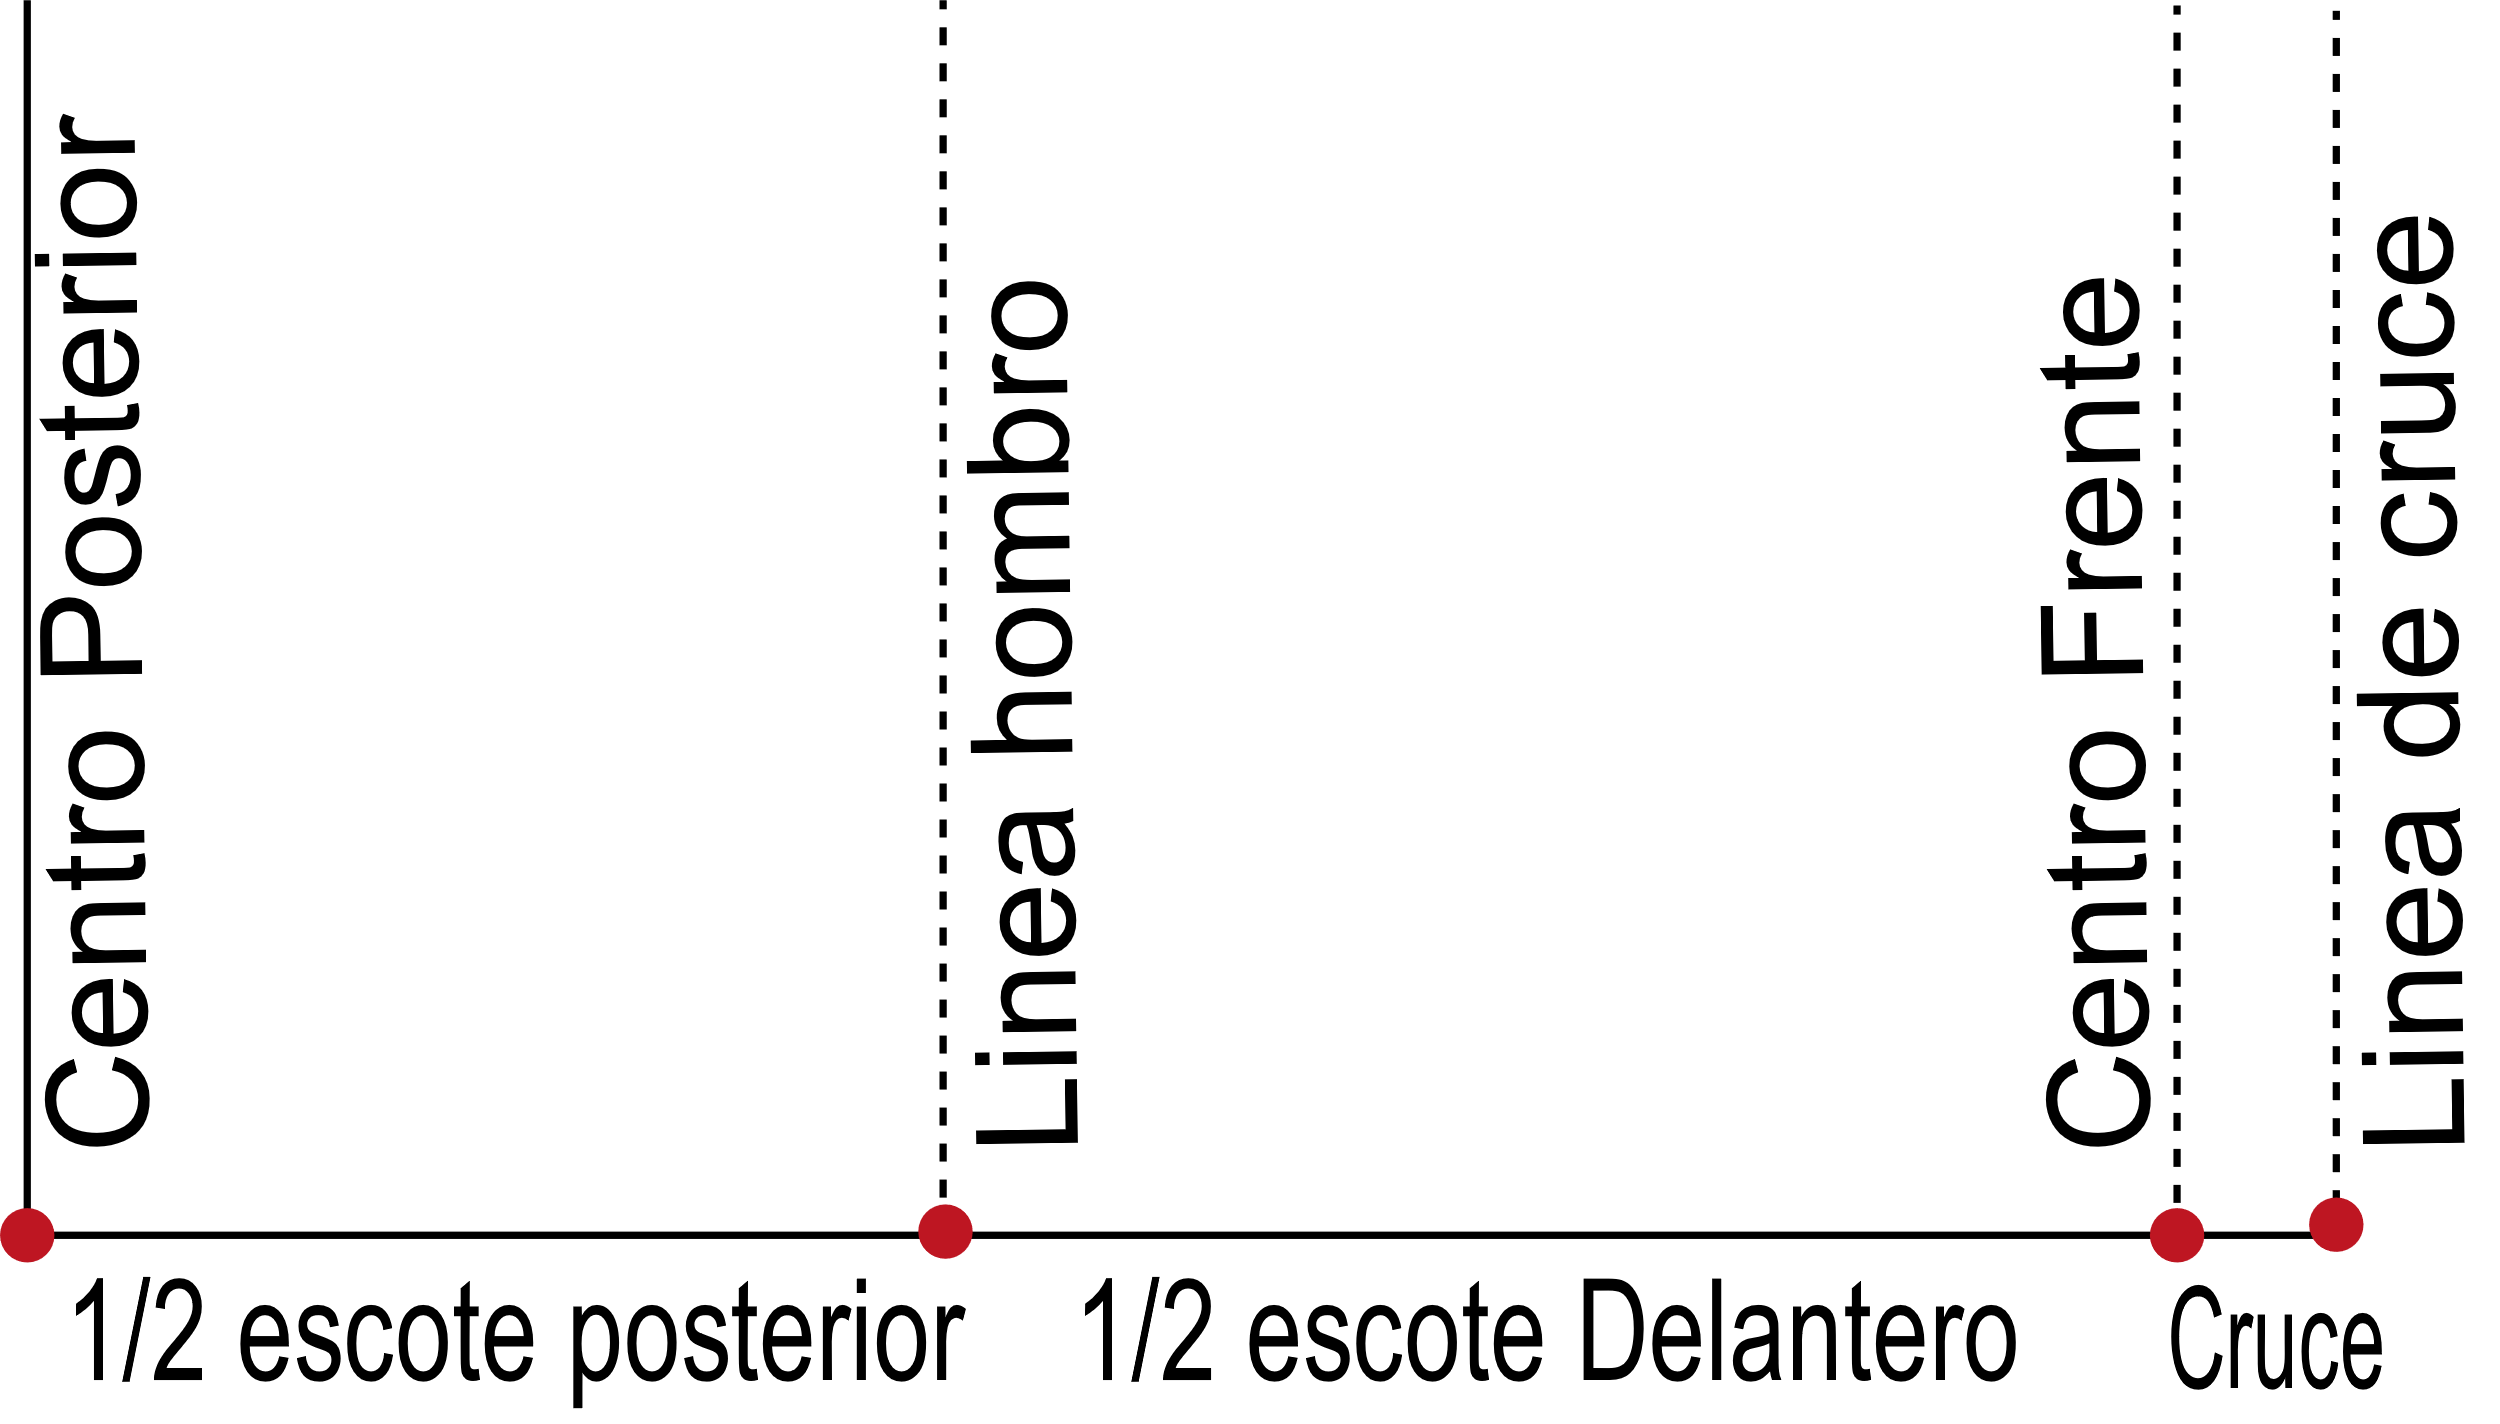 Centro Posterior
Linea hombro
Centro Frente
Linea de cruce
1/2 escote posterior
1/2 escote Delantero
Cruce